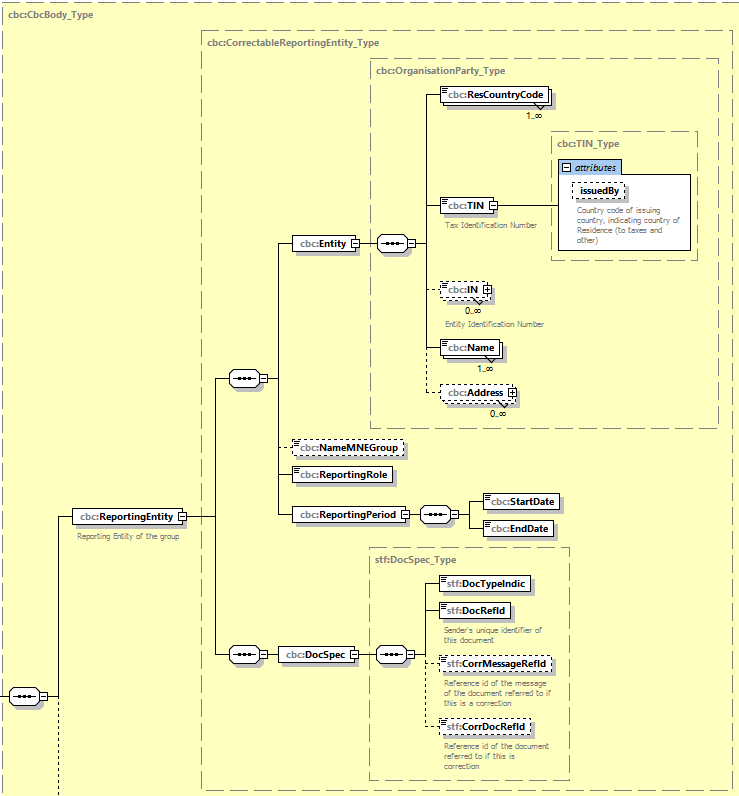 cbc:CbcBody_Type
cbc:CorrectableReportingEntity_Type
cbc:OrganisationParty_Type
cbc:ResCountryCode
1..∞
cbc:TIN_Type
attributes
issuedBy
Country code of issuing
country, indicating country of
Residence (to taxes and
other)
cbc:TIN
Tax Identification Number
cbc:Entity
cbc:IN
0..∞
Entity Identification Number
cbc:Name
1..∞
cbc:Address
0..∞
cbc:NameMNEGroup
cbc:ReportingRole
cbc:ReportingPeriod
cbc:StartDate
cbc:EndDate
cbc:ReportingEntity
Reporting Entity of the group
stf:DocSpec_Type
stf:DocTypeIndic
stf:DocRefId
Sender's unique identifier of
this document
cbc:DocSpec
stf:CorrMessageRefId
Reference id of the message
of the document referred to if
this is a correction
stf:CorrDocRefId
Reference id of the document
referred to if this is
correction